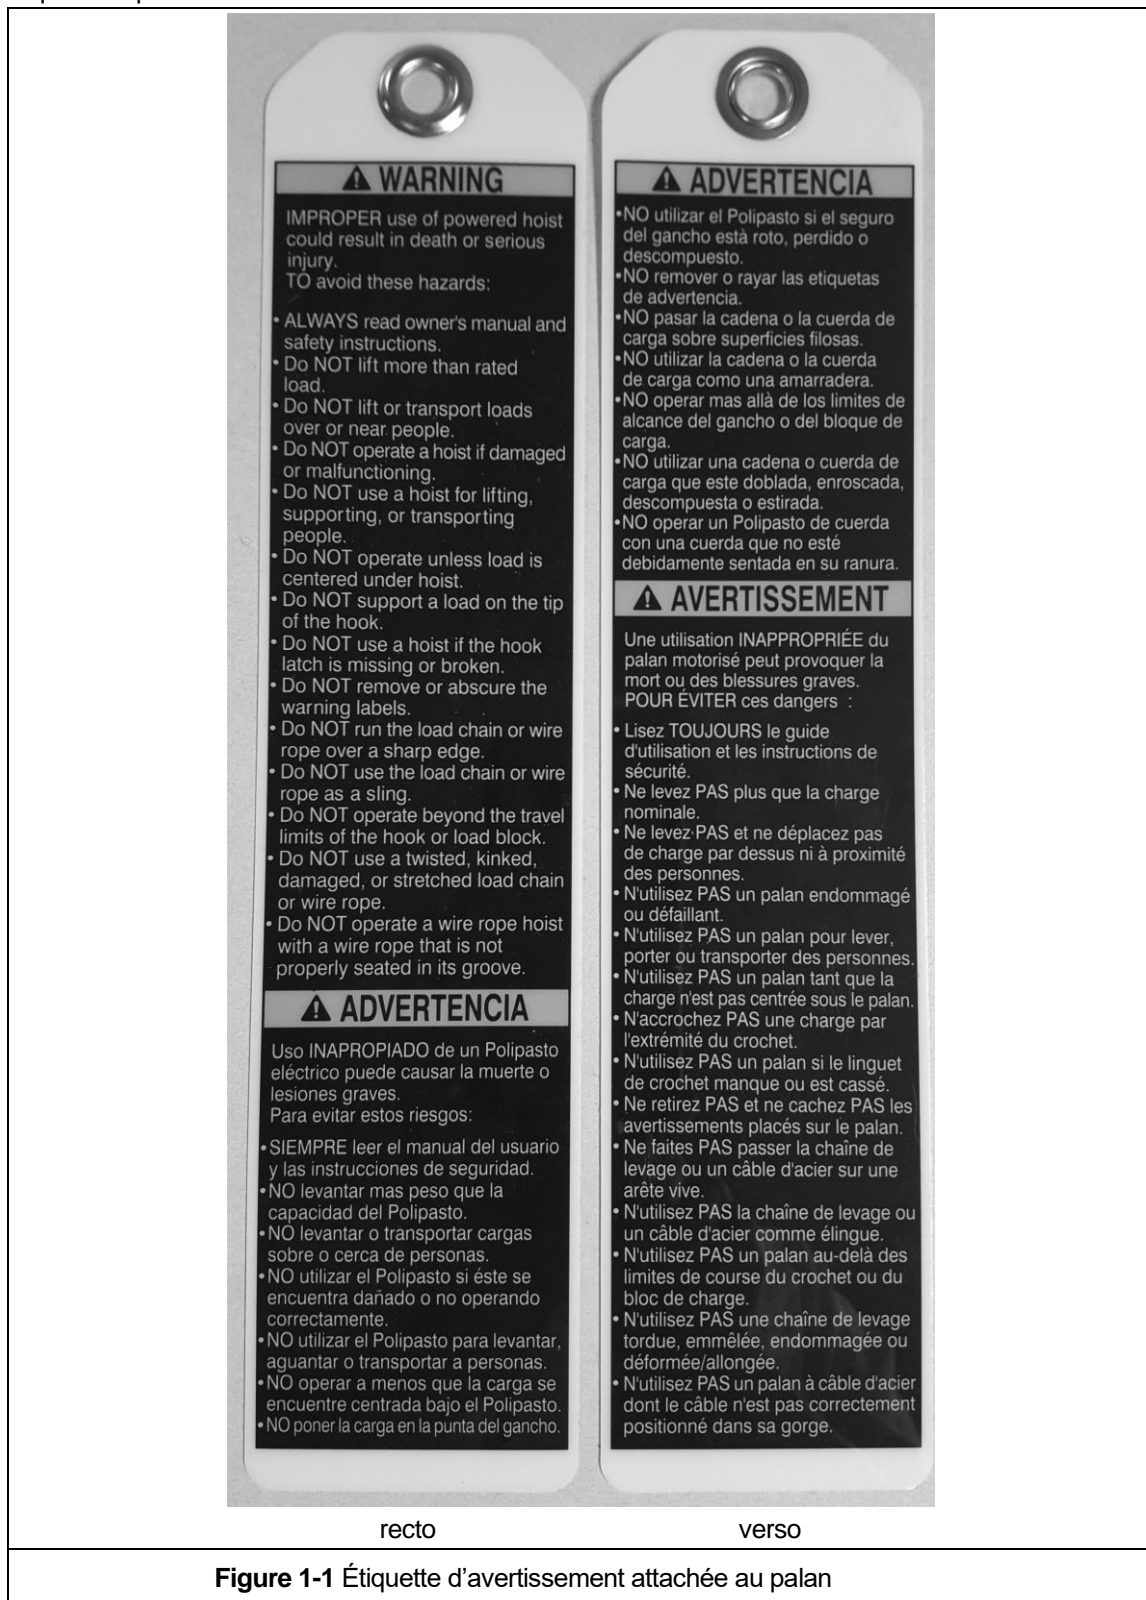 WARNING
IMPROPER use of powered hoist
could result in death or serious
injury.
TO avoid these hazards:
• ALWAYS read owner's manual and
safety instructions.
• Do NOT lift more than rated
load.
• Do NOT lift or transport loads
over or near people.
• Do NOT operate a hoist if damaged
or malfunctioning.
• Do NOT use a hoist for lifting,
supporting, or transporting
people.
• Do NOT operate unless load is
centered under hoist.
• Do NOT support a load on the tip
of the hook.
• Do NOT use a hoist if the hook
latch is missing or broken.
• Do NOT remove or abscure the
warning labels.
• Do NOT run the load chain or wire
rope over a sharp edge.
• Do NOT use the load chain or wire
rope as a sling.
• Do NOT operate beyond the travel
limits of the hook or load block.
• Do NOT use a twisted, kinked,
damaged, or stretched load chain
or wire rope.
• Do NOT operate a wire rope hoist
with a wire rope that is not
properly seated in its groove.
ADVERTENCIA
Uso INAPROPIADO de un Polipasto
eléctrico puede causar la muerte o
lesiones graves.
Para evitar estos riesgos:
• SIEMPRE leer el manual del usuario
y las instrucciones de seguridad.
• NO levantar mas peso que la
capacidad del Polipasto.
• NO levantar o transportar cargas
sobre o cerca de personas.
• NO utilizar el Polipasto si éste se
encuentra dañado o no operando
correctamente.
• NO utilizar el Polipasto para levantar,
aguantar o transportar a personas.
• NO operar a menos que la carga se
encuentre centrada bajo el Polipasto.
• NO poner la carga en la punta del gancho.
ADVERTENCIA
• NO utilizar el Polipasto si el seguro
del gancho està roto, perdido o
descompuesto.
• NO remover o rayar las etiquetas
de advertencia.
• NO pasar la cadena o la cuerda de
carga sobre superficies filosas.
• NO utilizar la cadena o la cuerda
de carga como una amarradera.
• NO operar mas allà de los limites de
alcance del gancho o del bloque de
carga.
• NO utilizar una cadena o cuerda de
carga que este doblada, enroscada,
descompuesta o estirada.
• NO operar un Polipasto de cuerda
con una cuerda que no esté
debidamente sentada en su ranura.
AVERTISSEMENT
Une utilisation INAPPROPRIÉE du
palan motorisé peut provoquer la
mort ou des blessures graves.
POUR ÉVITER ces dangers :
• Lisez TOUJOURS le guide
d'utilisation et les instructions de
sécurité.
• Ne levez PAS plus que la charge
nominale.
• Ne levez PAS et ne déplacez pas
de charge par dessus ni à proximité
des personnes.
• N'utilisez PAS un palan endommagé
ou défaillant.
• N'utilisez PAS un palan pour lever,
porter ou transporter des personnes.
• N'utilisez PAS un palan tant que la
charge n'est pas centrée sous le palan.
• N'accrochez PAS une charge par
l'extrémité du crochet.
• N'utilisez PAS un palan si le linguet
de crochet manque ou est cassé.
• Ne retirez PAS et ne cachez PAS les
avertissements placés sur le palan.
• Ne faites PAS passer la chaîne de
levage ou un câble d'acier sur une
arête vive.
• N'utilisez PAS la chaîne de levage ou
un câble d'acier comme élingue.
• N'utilisez PAS un palan au-delà des
limites de course du crochet ou du
bloc de charge.
• N'utilisez PAS une chaîne de levage
tordue, emmêlée, endommagée ou
déformée/allongée.
• N'utilisez PAS un palan à câble d'acier
dont le câble n'est pas correctement
positionné dans sa gorge.
recto
verso
Figure 1-1 Étiquette d'avertissement attachée au palan